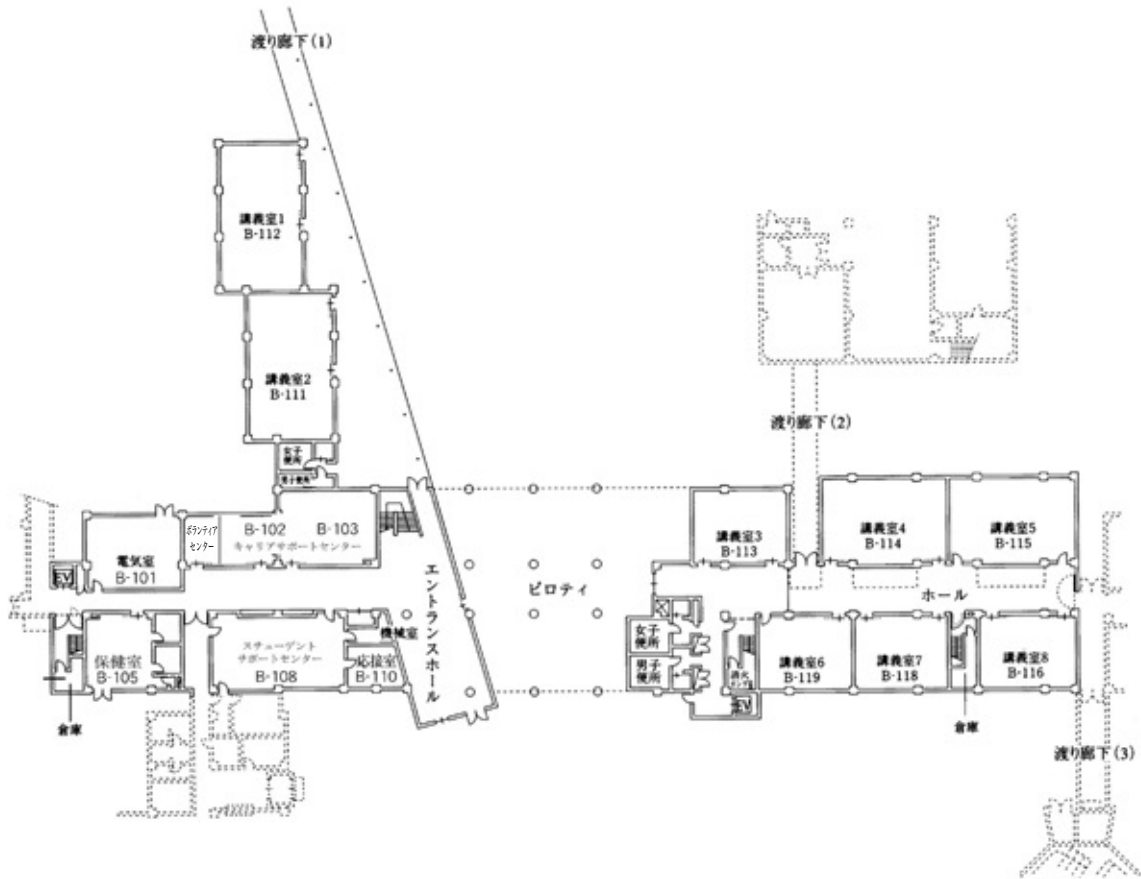 渡り廊下(1)
講義室1
B-112
講義室2
B-111
渡り廊下(2)
女子
便所
男子便所
ボランティア
センター
B-102
B-103
キャリアサポートセンター
電気室
B-101
EV
エントランスホール
ピロティ
講義室3
B-113
講義室4
B-114
講義室5
B-115
ホール
保健室
B-105
スチューデント
サポートセンター
B-108
機械室
応接室
B-110
女子
便所
男子
便所
EV
講義室6
B-119
講義室7
B-118
講義室8
B-116
倉庫
倉庫
渡り廊下(3)